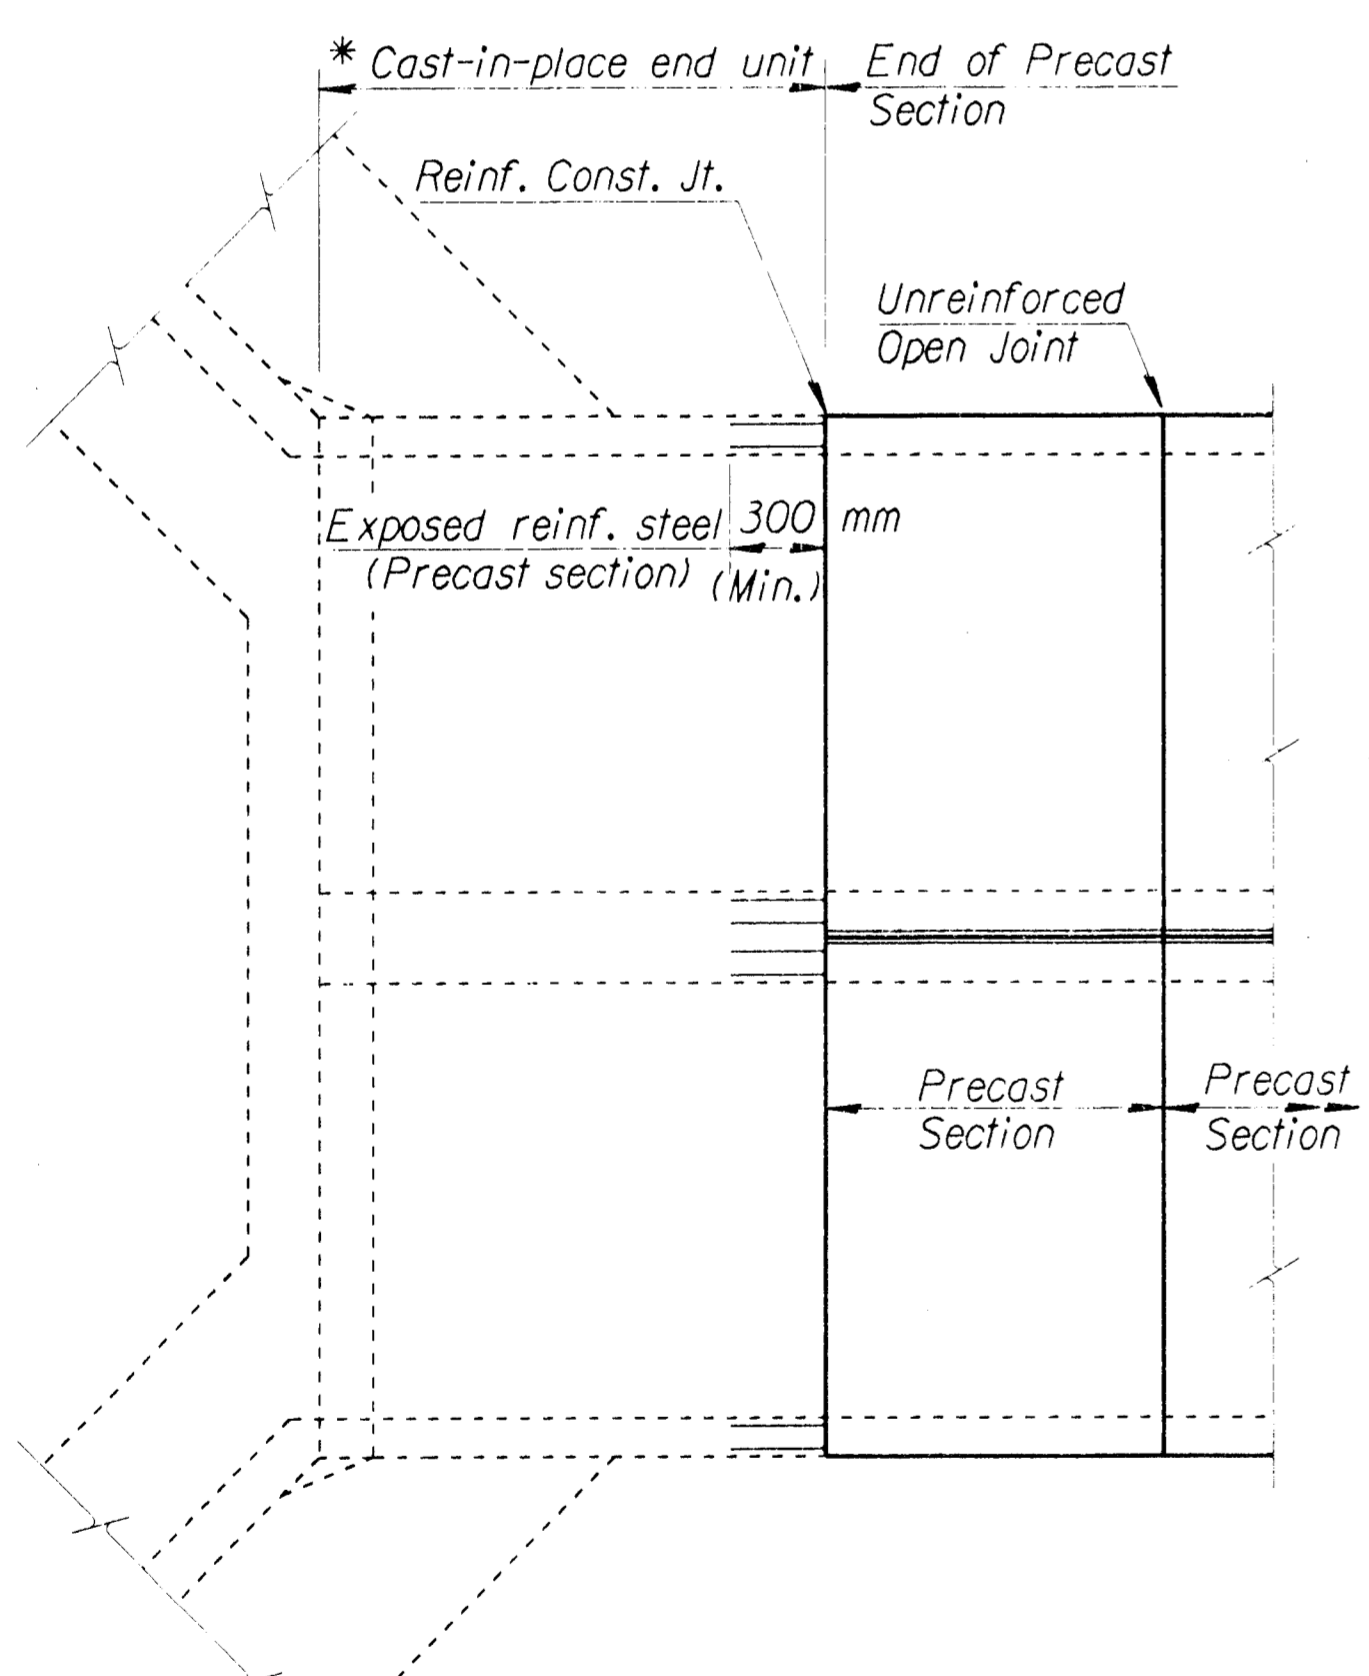 * Cast-in-place end unit
End of Precast
Section
Reinf. Const. Jt.
Unreinforced
Open Joint
Exposed reinf. steel
(Precast section)
300 mm
(Min.)
Precast
Section
Precast
Section